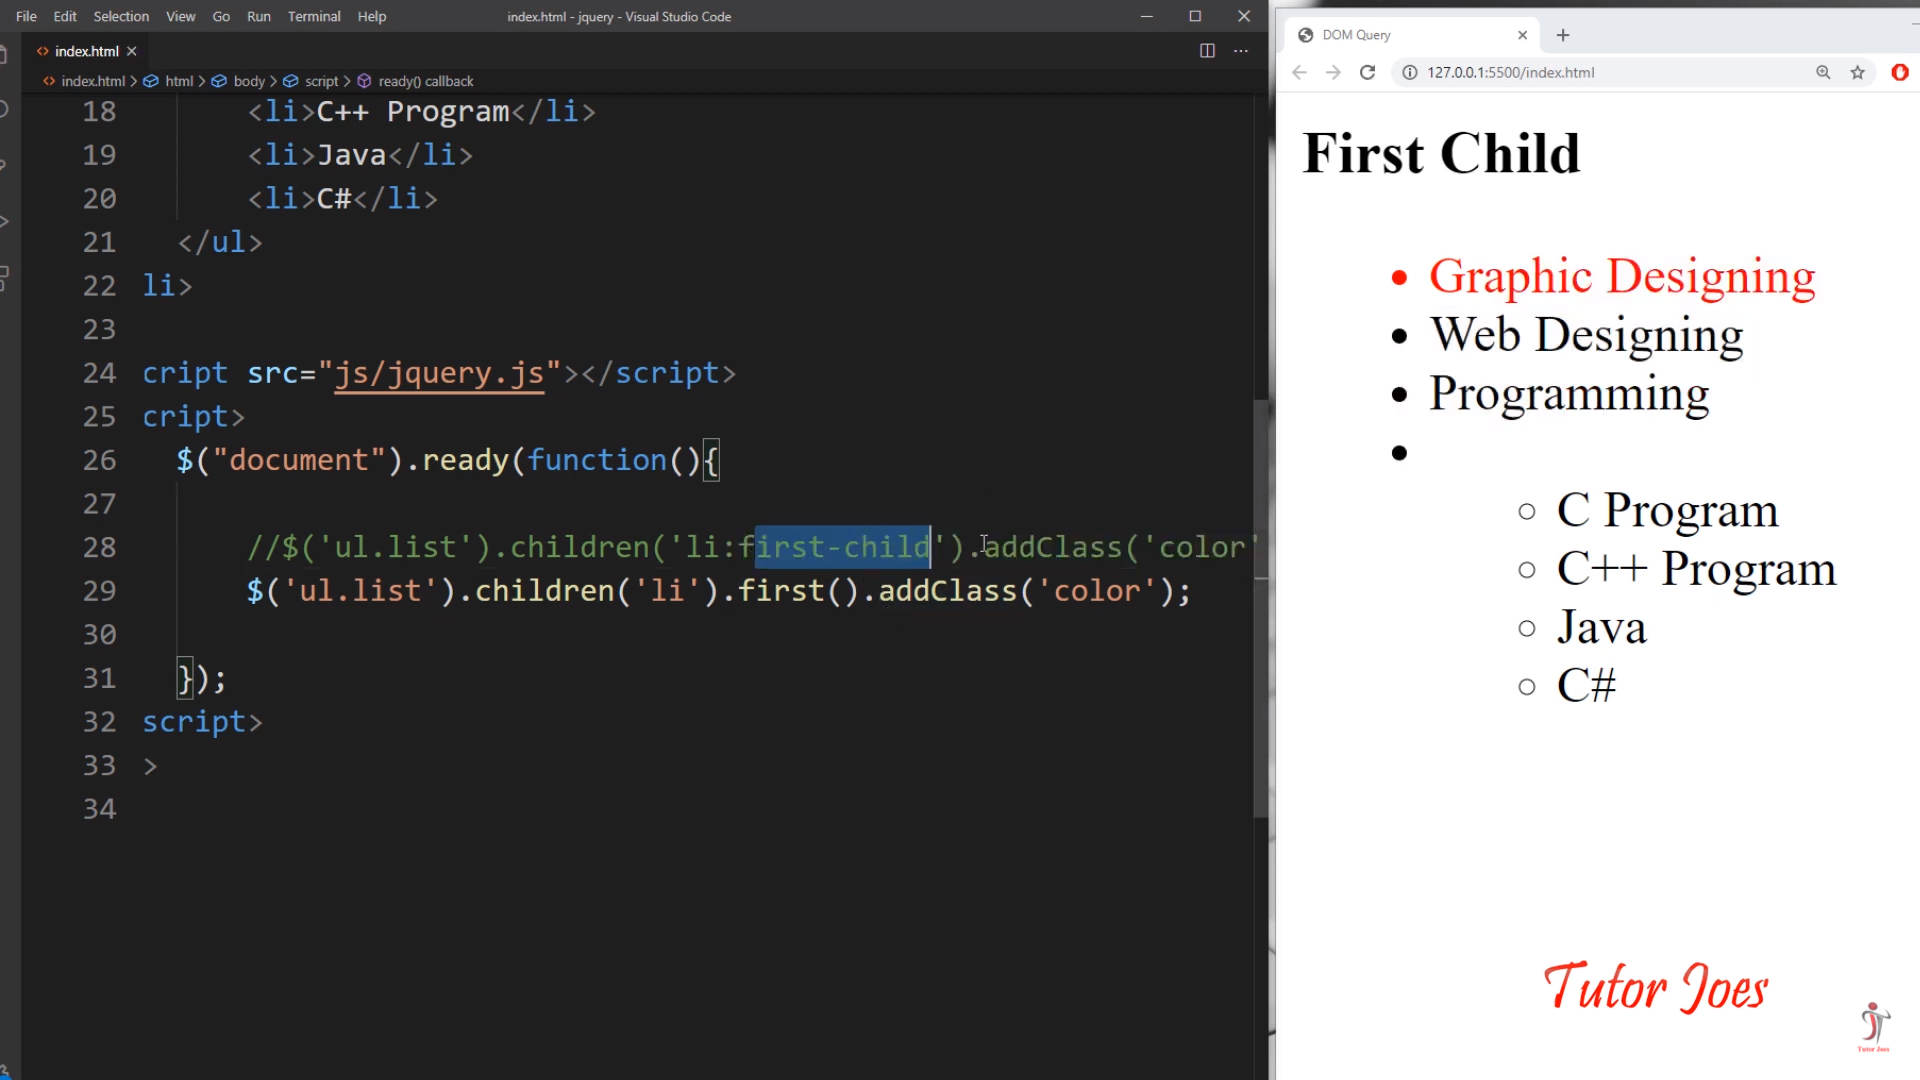 File Edit Selection View Go Run Terminal Help index.html - jquery - Visual Studio Code
index.html
index.html > html > body > script > ready() callback
18 <li>C++ Program</li>
19 <li>Java</li>
20 <li>C#</li>
21 </ul>
22 li>
23
24 cript src="js/jquery.js"></script>
25 cript>
26 $("document").ready(function(){
27
28 //$('ul.list').children('li:first-child').addClass('color'
29 $('ul.list').children('li').first().addClass('color');
30
31 });
32 script>
33 >
34
DOM Query
127.0.0.1:5500/index.html
First Child
Graphic Designing
Web Designing
Programming
C Program
C++ Program
Java
C#
Tutor Joes
Tutor Joes